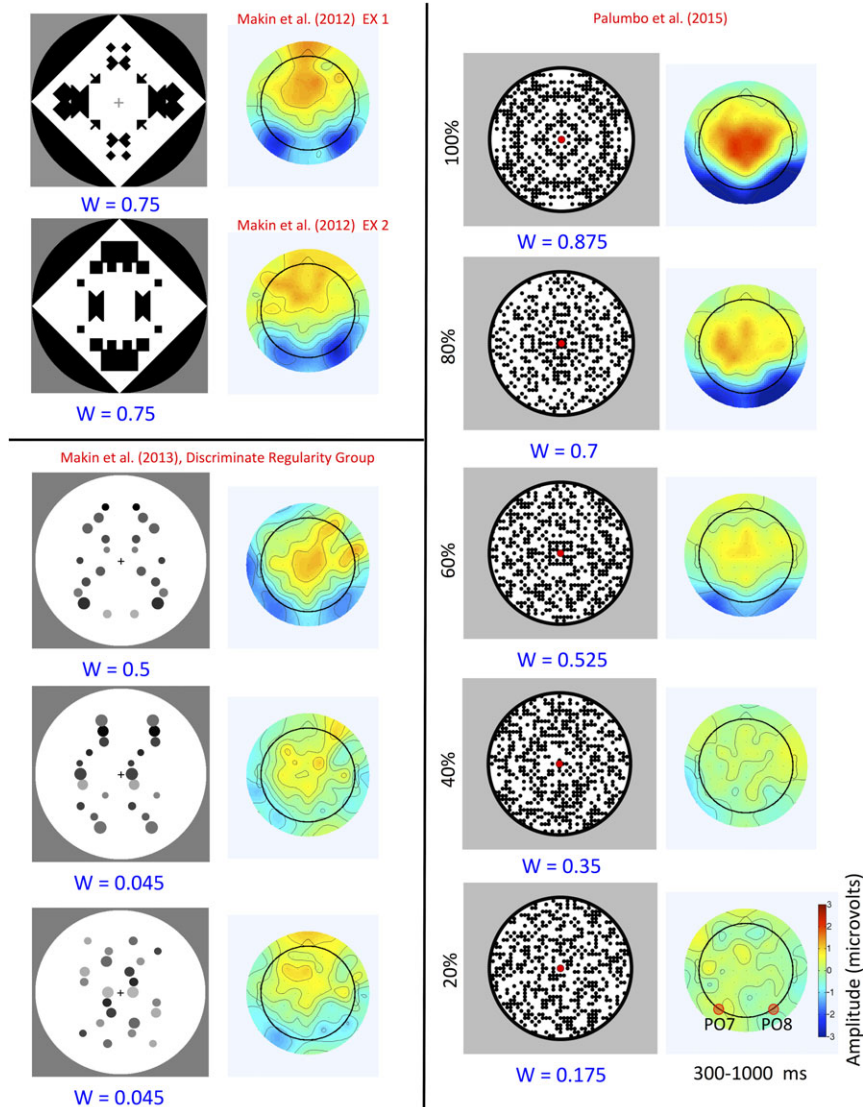 Makin et al. (2012) EX 1
W = 0.75
Makin et al. (2012) EX 2
W = 0.75
Makin et al. (2013), Discriminate Regularity Group
W = 0.5
W = 0.045
W = 0.045
Palumbo et al. (2015)
100%
W = 0.875
80%
W = 0.7
60%
W = 0.525
40%
W = 0.35
20%
W = 0.175
PO7 PO8
300-1000 ms
3
2
1
0
-1
-2
-3
Amplitude (microvolts)